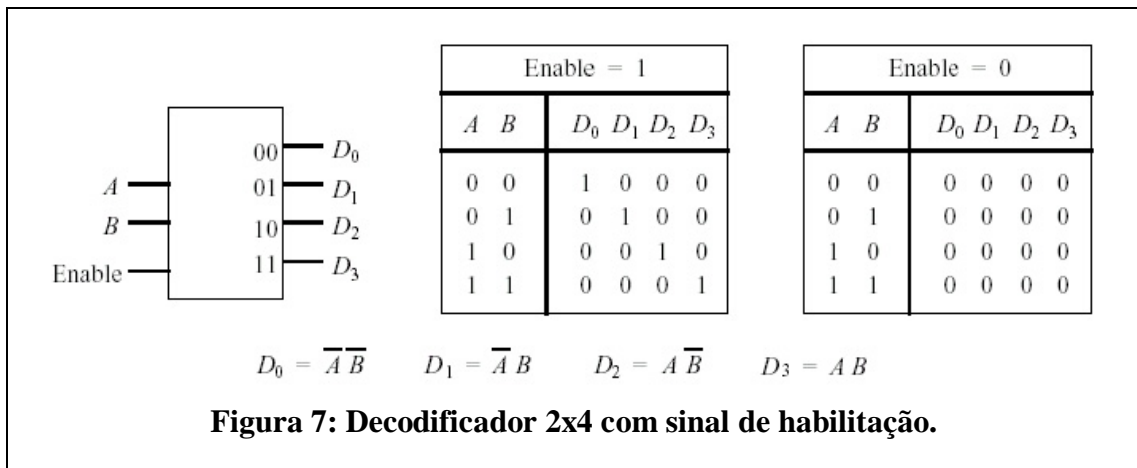 00 D₀
A 01 D₁
B 10 D₂
Enable 11 D₃
Enable = 1
A B D₀ D₁ D₂ D₃
0 0 1 0 0 0
0 1 0 1 0 0
1 0 0 0 1 0
1 1 0 0 0 1
Enable = 0
A B D₀ D₁ D₂ D₃
0 0 0 0 0 0
0 1 0 0 0 0
1 0 0 0 0 0
1 1 0 0 0 0
D₀ = A̅ B̅ D₁ = A̅ B D₂ = A B̅ D₃ = A B
Figura 7: Decodificador 2x4 com sinal de habilitação.